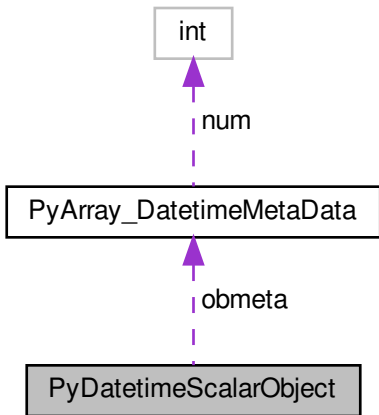 int
num
PyArray_DatetimeMetaData
obmeta
PyDatetimeScalarObject